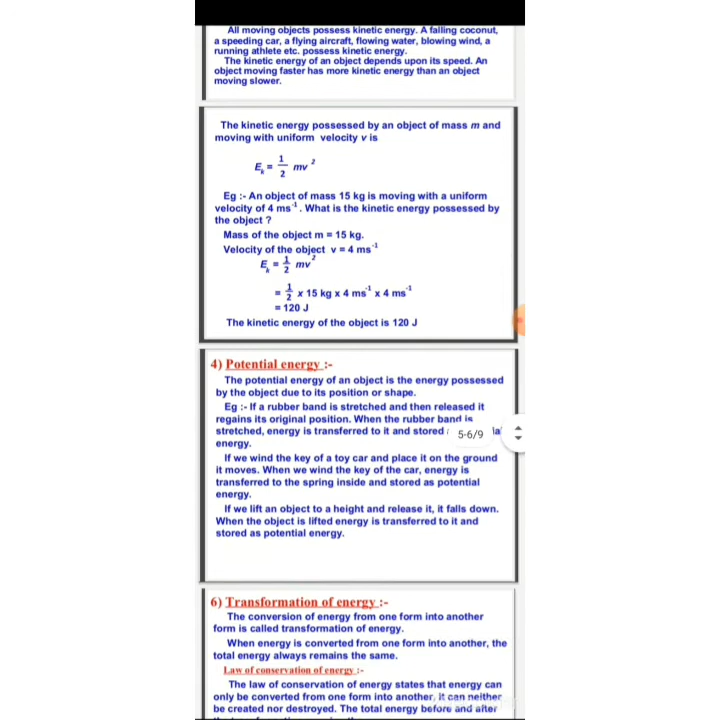 All moving objects possess kinetic energy. A falling coconut,
a speeding car, a flying aircraft, flowing water, blowing wind, a
running athlete etc. possess kinetic energy.
The kinetic energy of an object depends upon its speed. An
object moving faster has more kinetic energy than an object
moving slower.
The kinetic energy possessed by an object of mass m and
moving with uniform velocity v is
Eₖ = 1/2 mv²
Eg :- An object of mass 15 kg is moving with a uniform
velocity of 4 ms⁻¹. What is the kinetic energy possessed by
the object ?
Mass of the object m = 15 kg.
Velocity of the object v = 4 ms⁻¹
Eₖ = 1/2 mv²
= 1/2 x 15 kg x 4 ms⁻¹ x 4 ms⁻¹
= 120 J
The kinetic energy of the object is 120 J
4) Potential energy :-
The potential energy of an object is the energy possessed
by the object due to its position or shape.
Eg :- If a rubber band is stretched and then released it
regains its original position. When the rubber band is
stretched, energy is transferred to it and stored
5-6/9
energy.
If we wind the key of a toy car and place it on the ground
it moves. When we wind the key of the car, energy is
transferred to the spring inside and stored as potential
energy.
If we lift an object to a height and release it, it falls down.
When the object is lifted energy is transferred to it and
stored as potential energy.
6) Transformation of energy :-
The conversion of energy from one form into another
form is called transformation of energy.
When energy is converted from one form into another, the
total energy always remains the same.
Law of conservation of energy :-
The law of conservation of energy states that energy can
only be converted from one form into another. It can neither
be created nor destroyed. The total energy before and after